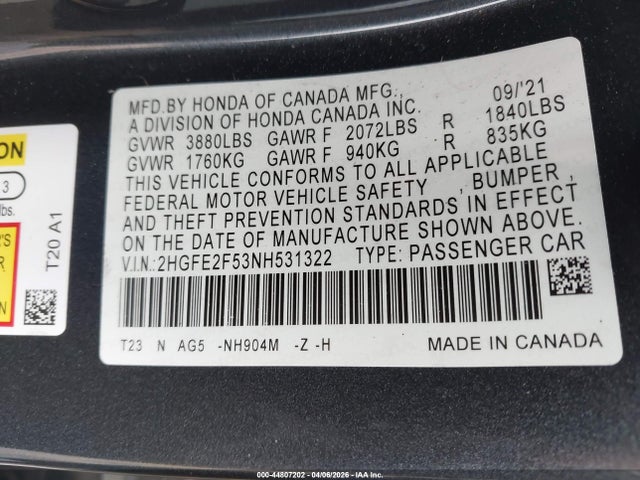 MFD.BY HONDA OF CANADA MFG., 09/'21
A DIVISION OF HONDA CANADA INC.
GVWR 3880LBS GAWR F 2072LBS R 1840LBS
GVWR 1760KG GAWR F 940KG R 835KG
THIS VEHICLE CONFORMS TO ALL APPLICABLE
FEDERAL MOTOR VEHICLE SAFETY , BUMPER ,
AND THEFT PREVENTION STANDARDS IN EFFECT
ON THE DATE OF MANUFACTURE SHOWN ABOVE.
V.I.N.:2HGFE2F53NH531322 TYPE: PASSENGER CAR
T23 N AG5 -NH904M -Z -H MADE IN CANADA
ON
3
lbs.
'S
R
T20 A1
000-44807202 - 04/06/2026 - IAA Inc.